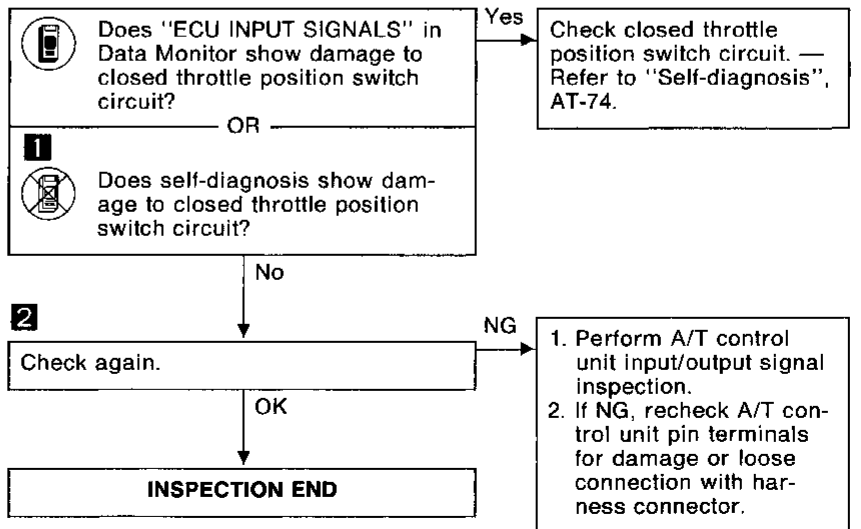 Does "ECU INPUT SIGNALS" in
Data Monitor show damage to
closed throttle position switch
circuit?
Yes
Check closed throttle
position switch circuit. —
Refer to "Self-diagnosis",
AT-74.
OR
1
Does self-diagnosis show dam-
age to closed throttle position
switch circuit?
No
2
Check again.
NG
1. Perform A/T control
unit input/output signal
inspection.
2. If NG, recheck A/T con-
trol unit pin terminals
for damage or loose
connection with har-
ness connector.
OK
INSPECTION END